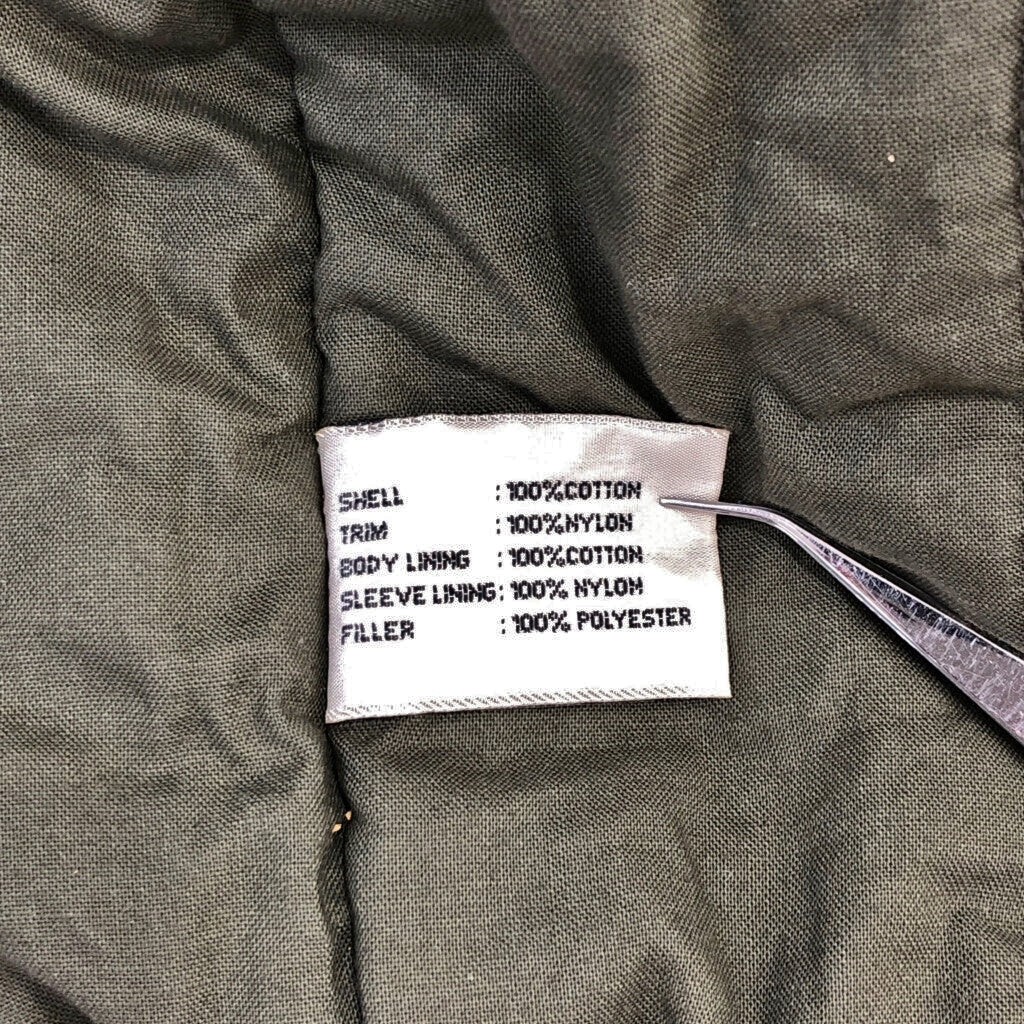 SHELL : 100%COTTON
TRIM : 100%NYLON
BODY LINING : 100%COTTON
SLEEVE LINING: 100% NYLON
FILLER : 100% POLYESTER